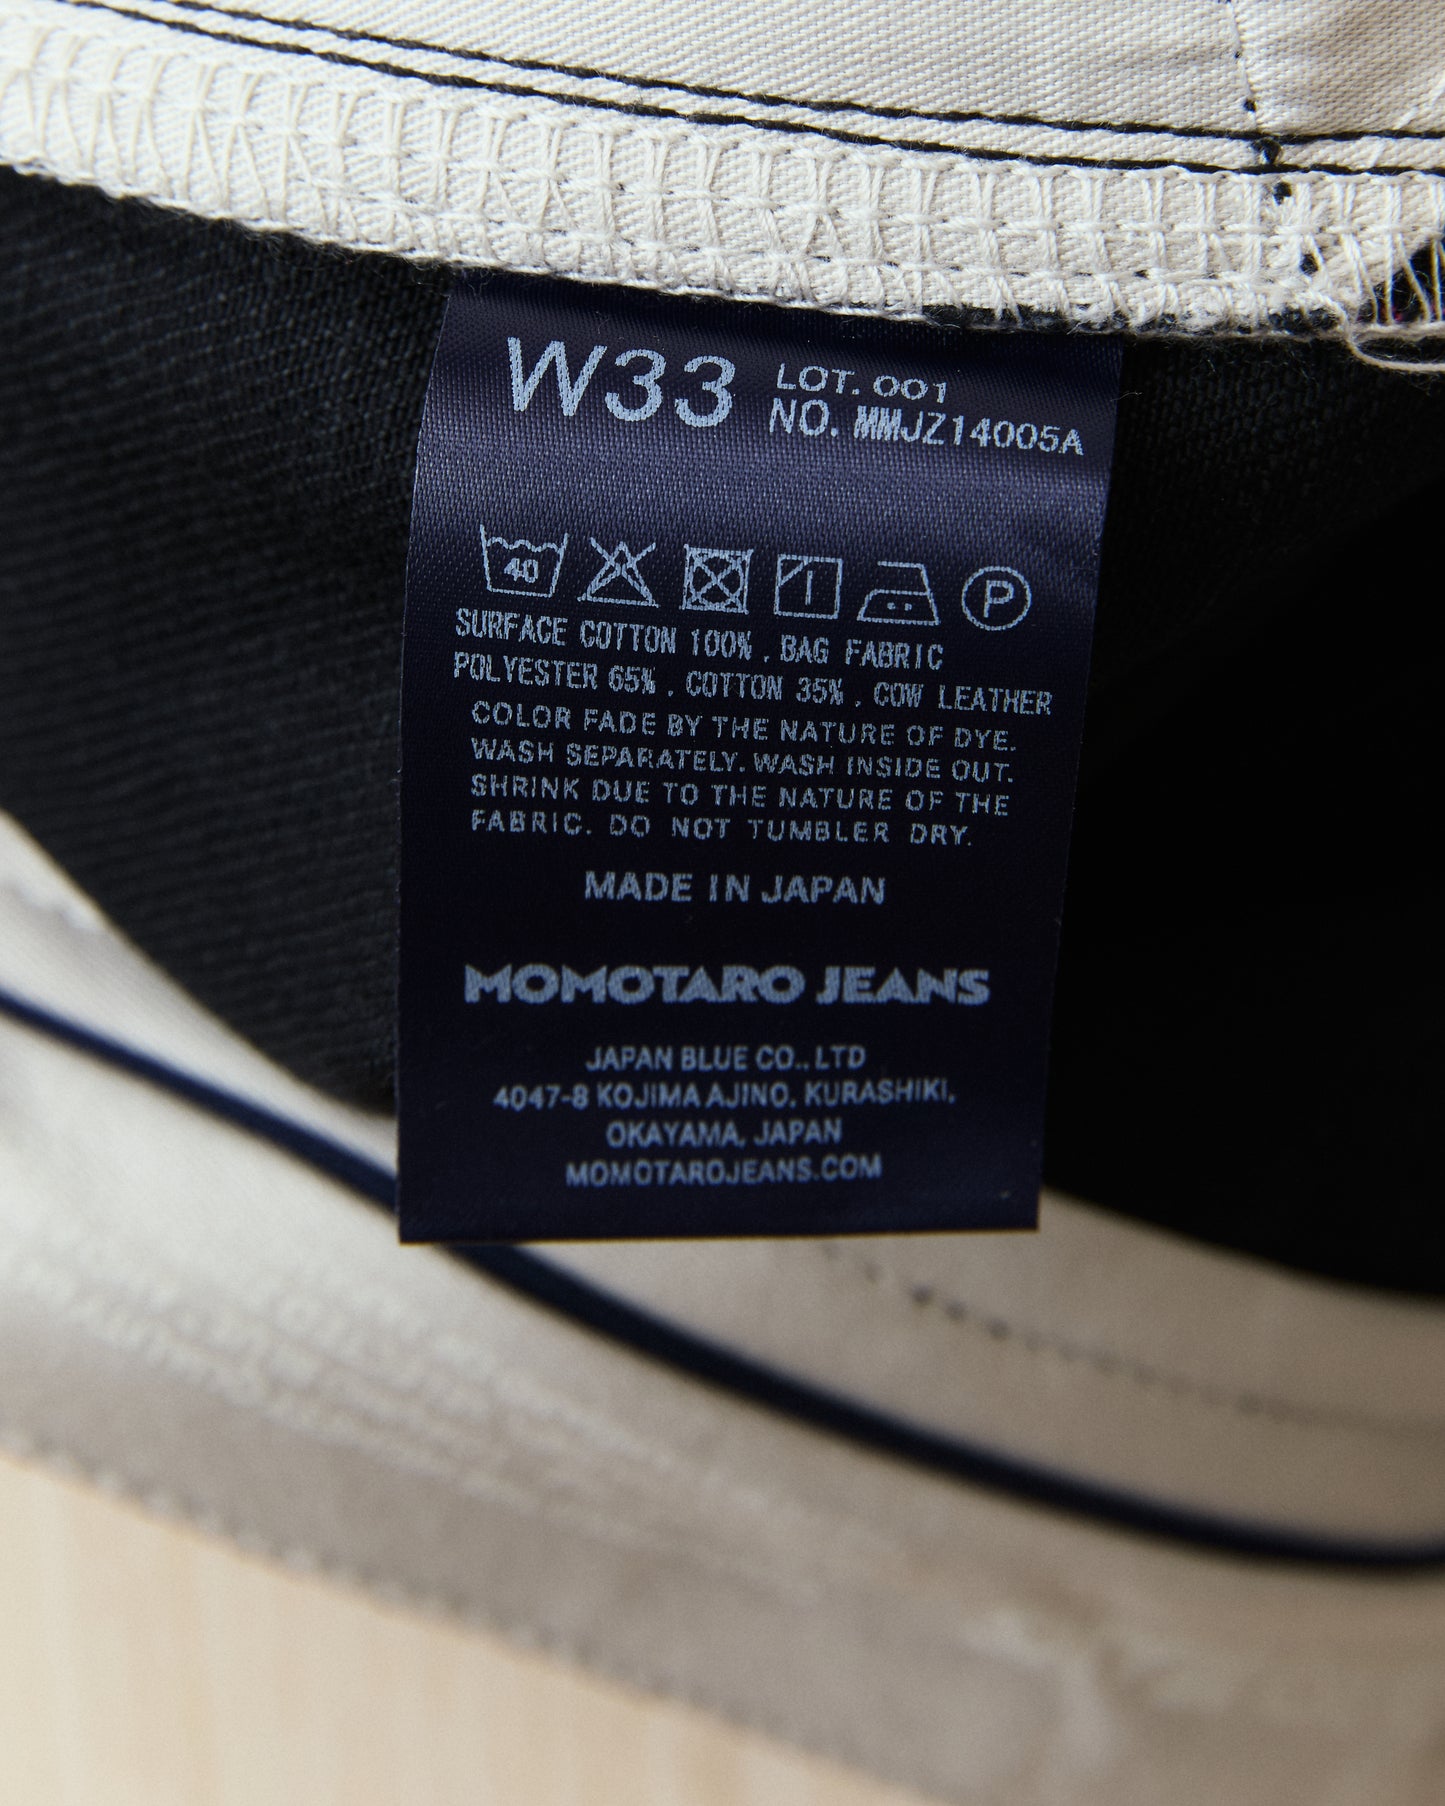 W33
LOT. 001
NO. MMJZ14005A
40
P
SURFACE COTTON 100% . BAG FABRIC
POLYESTER 65% . COTTON 35% . COW LEATHER
COLOR FADE BY THE NATURE OF DYE.
WASH SEPARATELY. WASH INSIDE OUT.
SHRINK DUE TO THE NATURE OF THE
FABRIC. DO NOT TUMBLER DRY.
MADE IN JAPAN
MOMOTARO JEANS
JAPAN BLUE CO., LTD
4047-8 KOJIMA AJINO, KURASHIKI,
OKAYAMA, JAPAN
MOMOTAROJEANS.COM